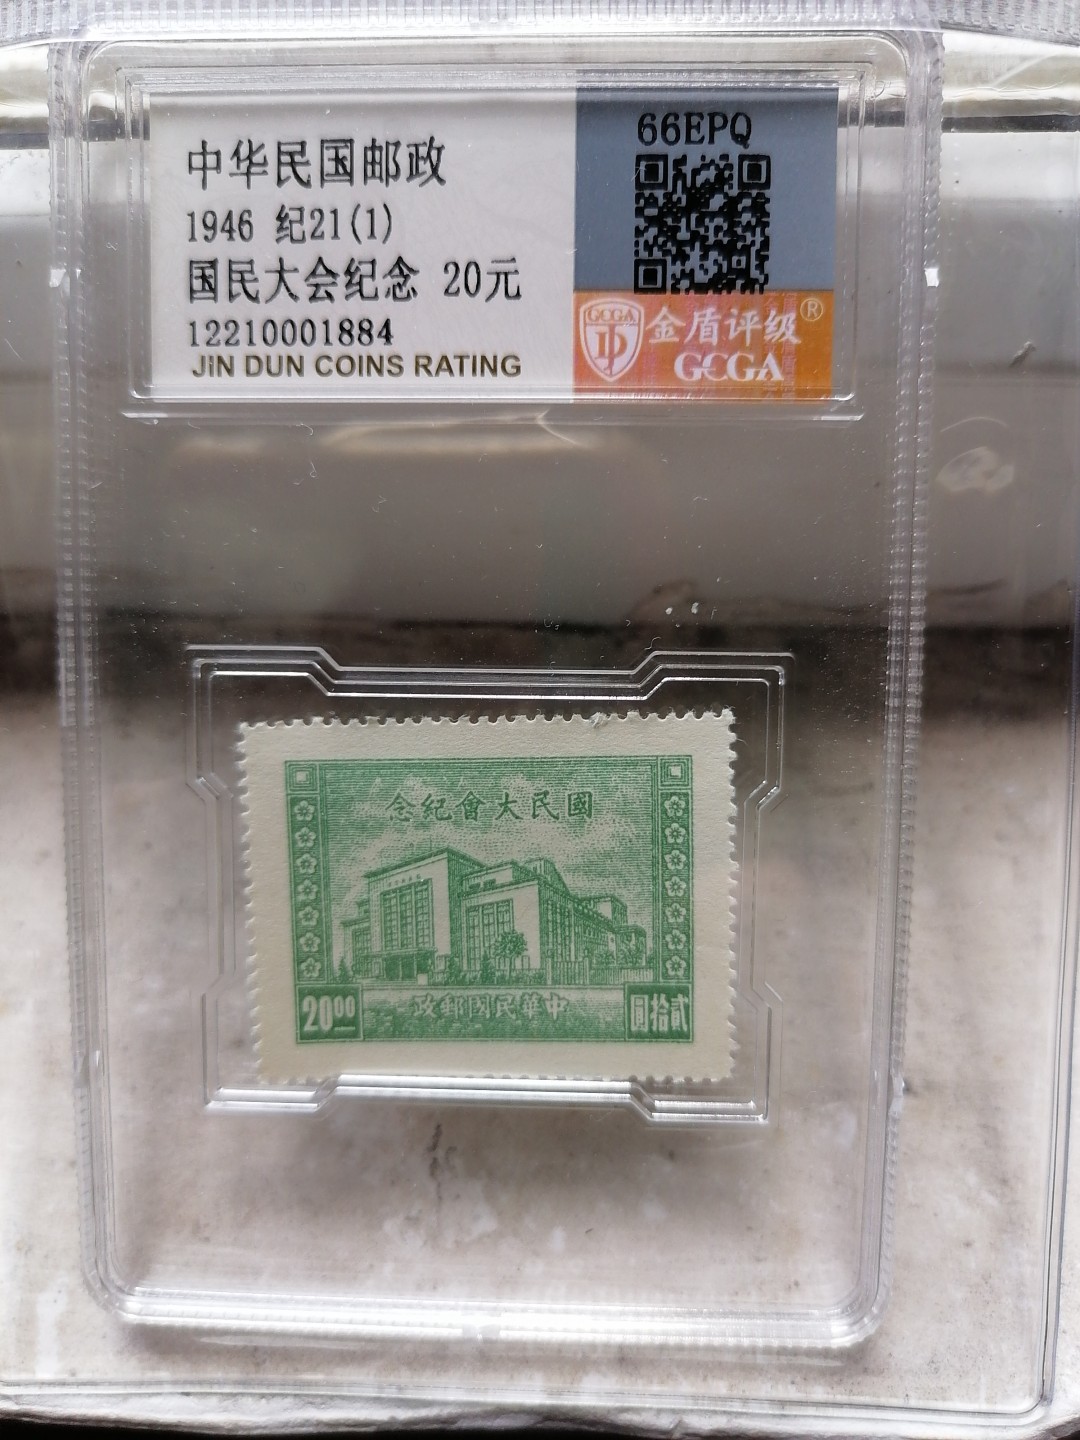 中华民国邮政
1946 纪21(1)
国民大会纪念 20元
12210001884
JiN DUN COINS RATING
66EPQ
GCGA
金盾评级®
GCGA
念紀會大民國
政郵國民華中
20⁰⁰
圓拾貳